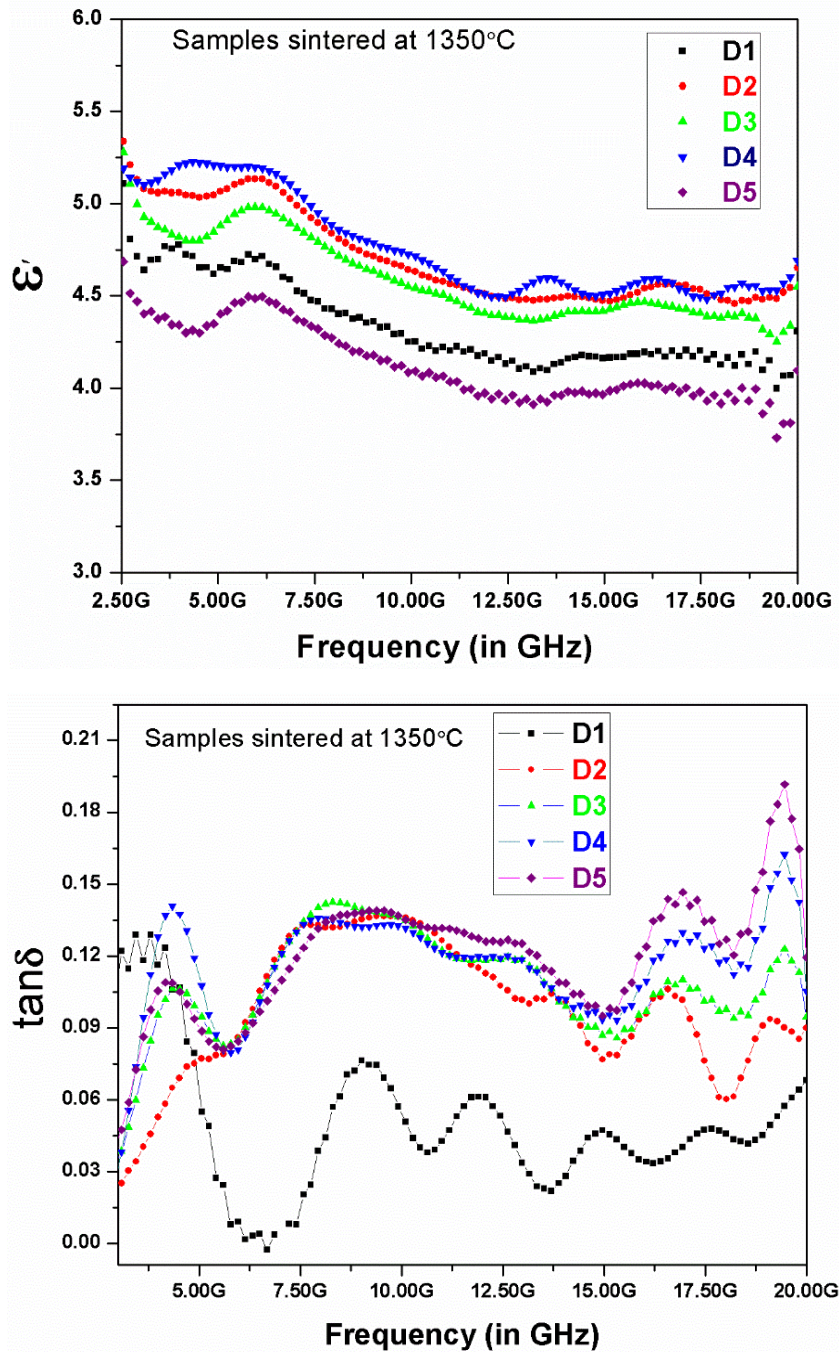 6.0
5.5
5.0
4.5
4.0
3.5
3.0
ε′
Samples sintered at 1350°C
D1
D2
D3
D4
D5
2.50G 5.00G 7.50G 10.00G 12.50G 15.00G 17.50G 20.00G
Frequency (in GHz)
0.21
0.18
0.15
0.12
0.09
0.06
0.03
0.00
tanδ
Samples sintered at 1350°C
D1
D2
D3
D4
D5
5.00G 7.50G 10.00G 12.50G 15.00G 17.50G 20.00G
Frequency (in GHz)